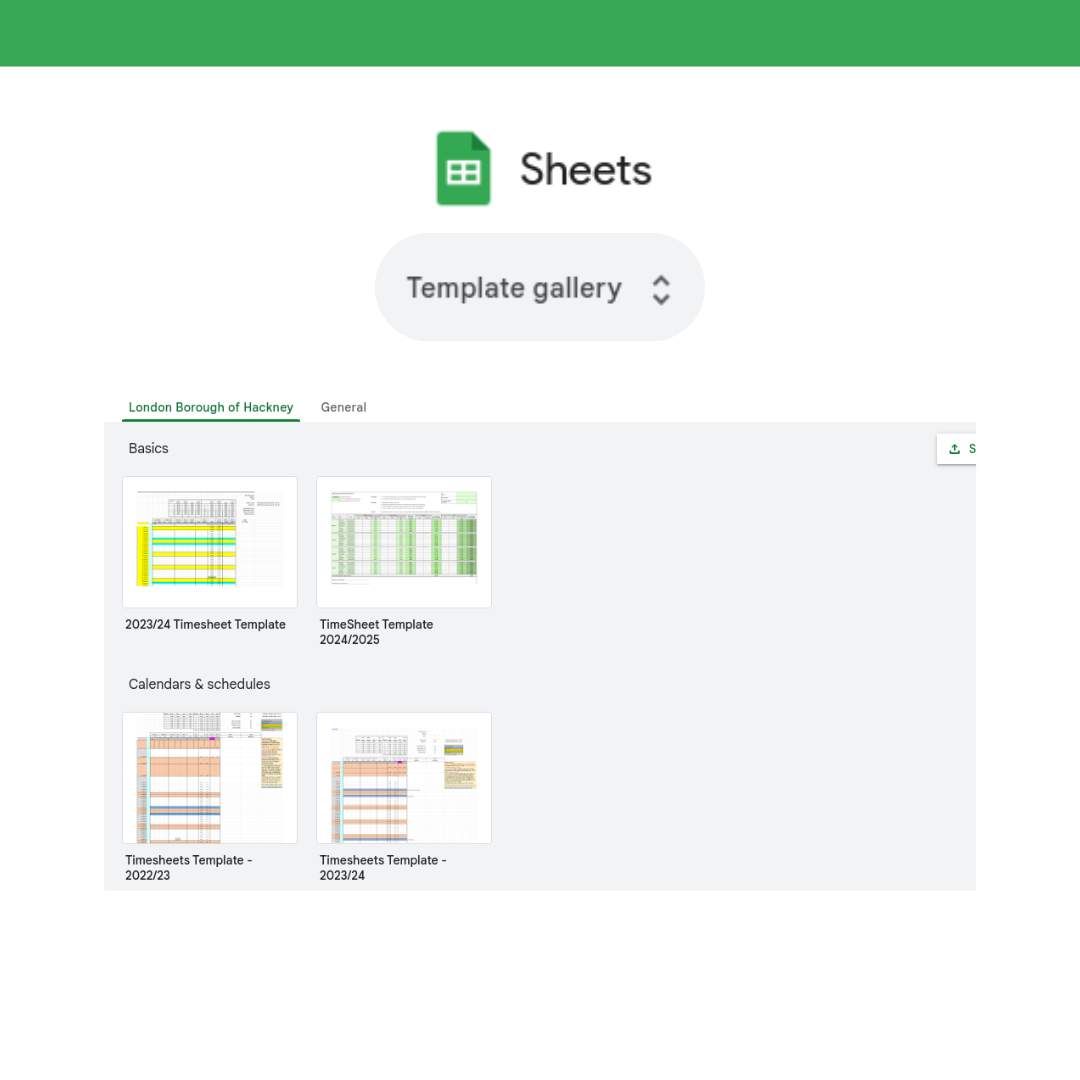 Sheets
Template gallery
London Borough of Hackney
General
Basics
S
2023/24 Timesheet Template
TimeSheet Template
2024/2025
Calendars & schedules
Timesheets Template -
2022/23
Timesheets Template -
2023/24